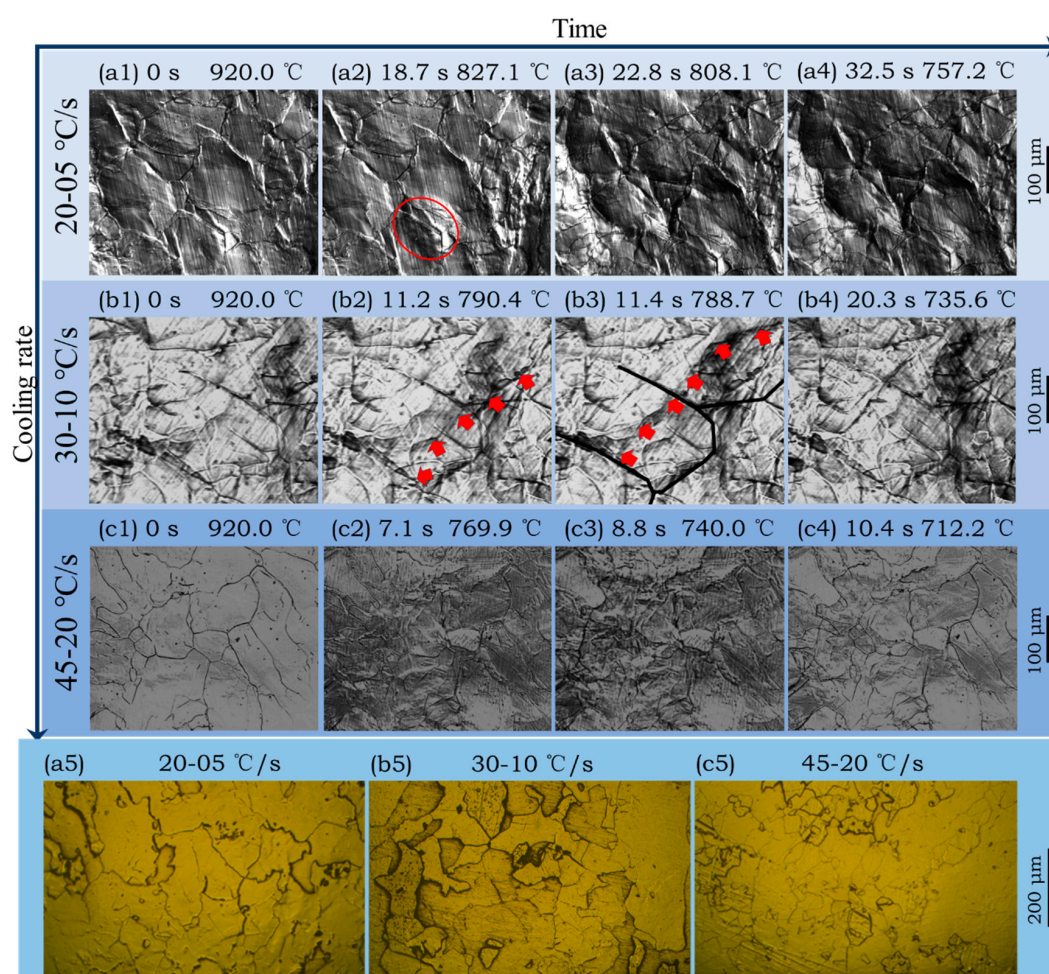 Time
Cooling rate
20-05 °C/s
(a1) 0 s 920.0 ℃
(a2) 18.7 s 827.1 ℃
(a3) 22.8 s 808.1 ℃
(a4) 32.5 s 757.2 ℃
100 μm
30-10 °C/s
(b1) 0 s 920.0 ℃
(b2) 11.2 s 790.4 ℃
(b3) 11.4 s 788.7 ℃
(b4) 20.3 s 735.6 ℃
100 μm
45-20 °C/s
(c1) 0 s 920.0 ℃
(c2) 7.1 s 769.9 ℃
(c3) 8.8 s 740.0 ℃
(c4) 10.4 s 712.2 ℃
100 μm
(a5) 20-05 ℃/s
(b5) 30-10 ℃/s
(c5) 45-20 ℃/s
200 μm